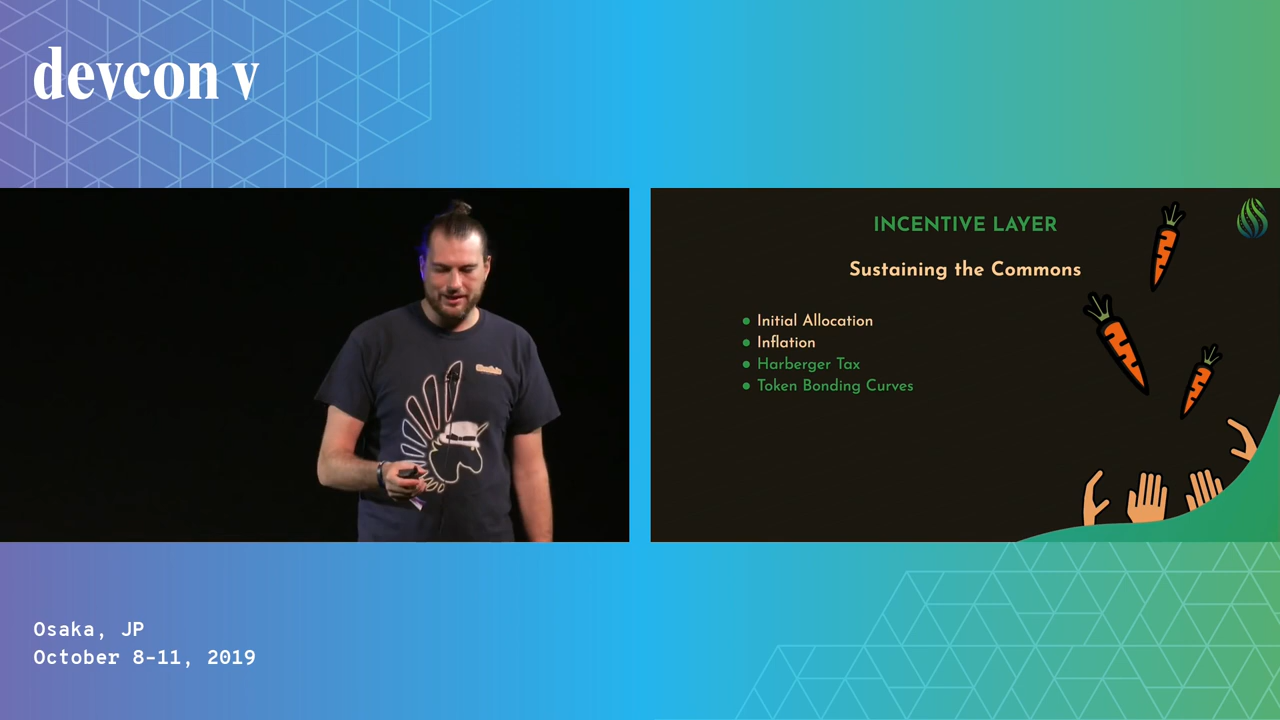 devcon v
INCENTIVE LAYER
Sustaining the Commons
Initial Allocation
Inflation
Harberger Tax
Token Bonding Curves
Osaka, JP
October 8-11, 2019